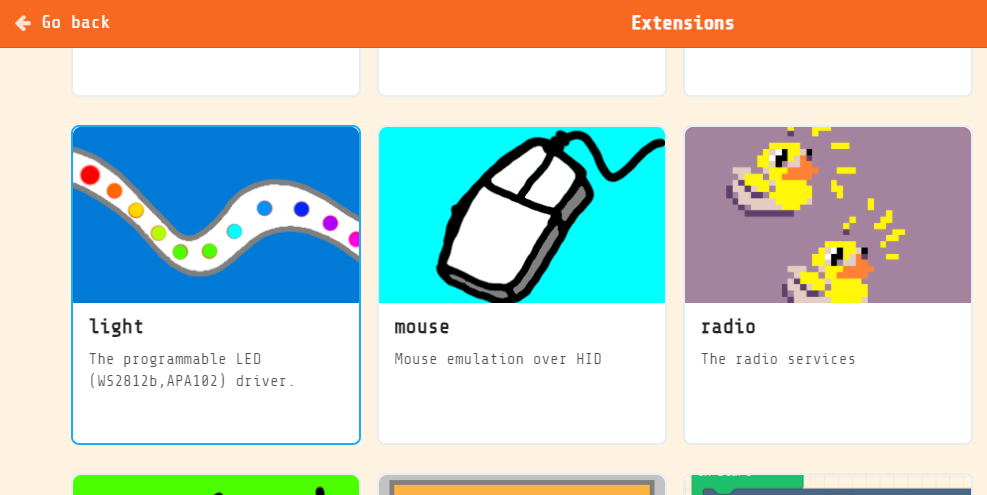 Go back
Extensions
light
The programmable LED
(WS2812b,APA102) driver.
mouse
Mouse emulation over HID
radio
The radio services